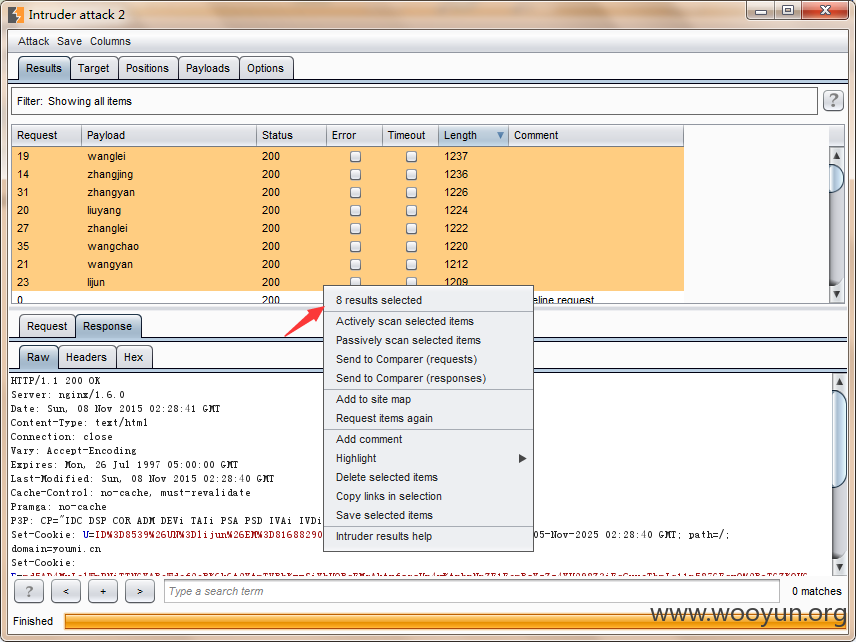 Intruder attack 2
Attack Save Columns
Results Target Positions Payloads Options
Filter: Showing all items ?
Request Payload Status Error Timeout Length Comment
19 wanglei 200 1237
14 zhangjing 200 1236
31 zhangyan 200 1226
20 liuyang 200 1224
27 zhanglei 200 1222
35 wangchao 200 1220
21 wangyan 200 1212
23 lijun 200 1209
0 200 eline request
8 results selected
Actively scan selected items
Passively scan selected items
Send to Comparer (requests)
Send to Comparer (responses)
Add to site map
Request items again
Add comment
Highlight
Delete selected items
Copy links in selection
Save selected items
Intruder results help
Request Response
Raw Headers Hex
HTTP/1.1 200 OK
Server: nginx/1.6.0
Date: Sun, 08 Nov 2015 02:28:41 GMT
Content-Type: text/html
Connection: close
Vary: Accept-Encoding
Expires: Mon, 26 Jul 1997 05:00:00 GMT
Last-Modified: Sun, 08 Nov 2015 02:28:40 GMT
Cache-Control: no-cache, must-revalidate
Pramga: no-cache
P3P: CP="IDC DSP COR ADM DEVi TAIi PSA PSD IVAi IVDi
Set-Cookie: U=ID%3D8539%26UN%3Dlijun%26EM%3D81688290 05-Nov-2025 02:28:40 GMT; path=/;
domain=youmi.cn
Set-Cookie:
? < + > Type a search term 0 matches
Finished
www.wooyun.org